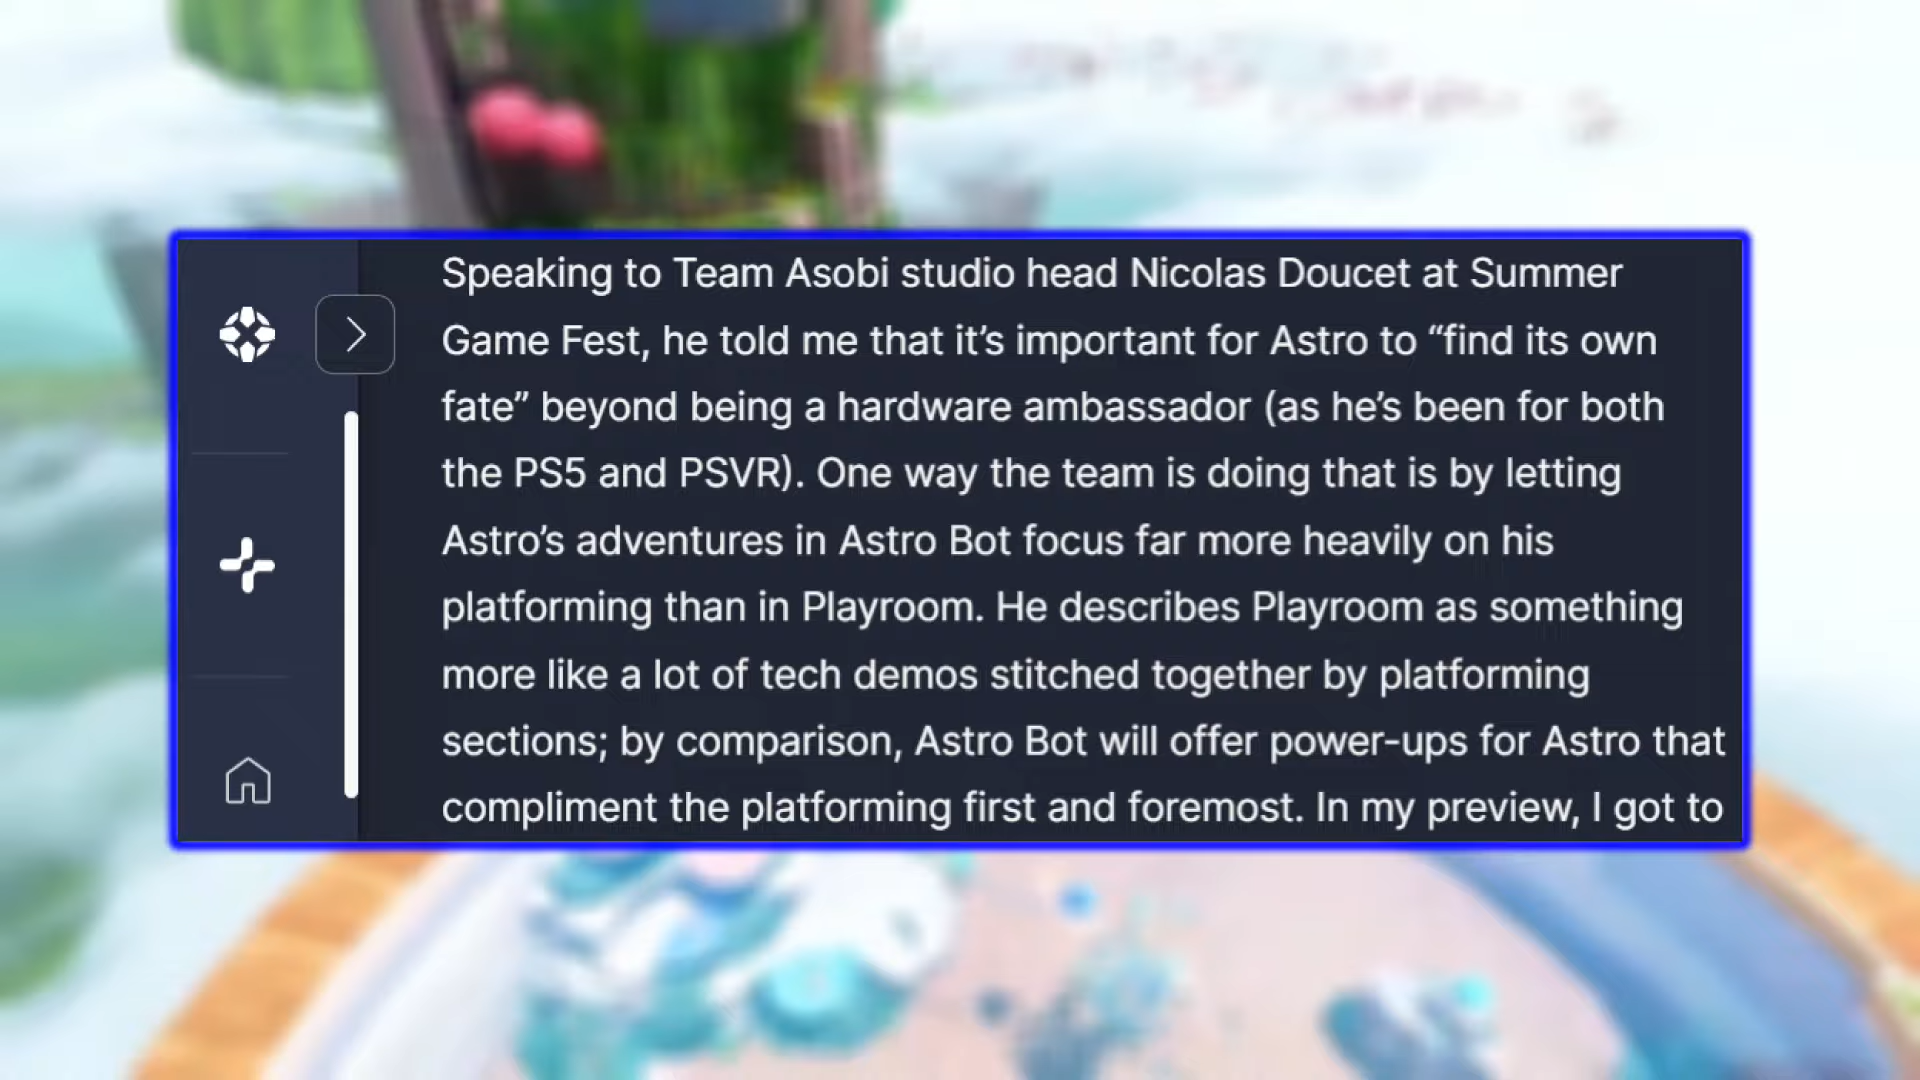 Speaking to Team Asobi studio head Nicolas Doucet at Summer
Game Fest, he told me that it’s important for Astro to “find its own
fate” beyond being a hardware ambassador (as he’s been for both
the PS5 and PSVR). One way the team is doing that is by letting
Astro’s adventures in Astro Bot focus far more heavily on his
platforming than in Playroom. He describes Playroom as something
more like a lot of tech demos stitched together by platforming
sections; by comparison, Astro Bot will offer power-ups for Astro that
compliment the platforming first and foremost. In my preview, I got to